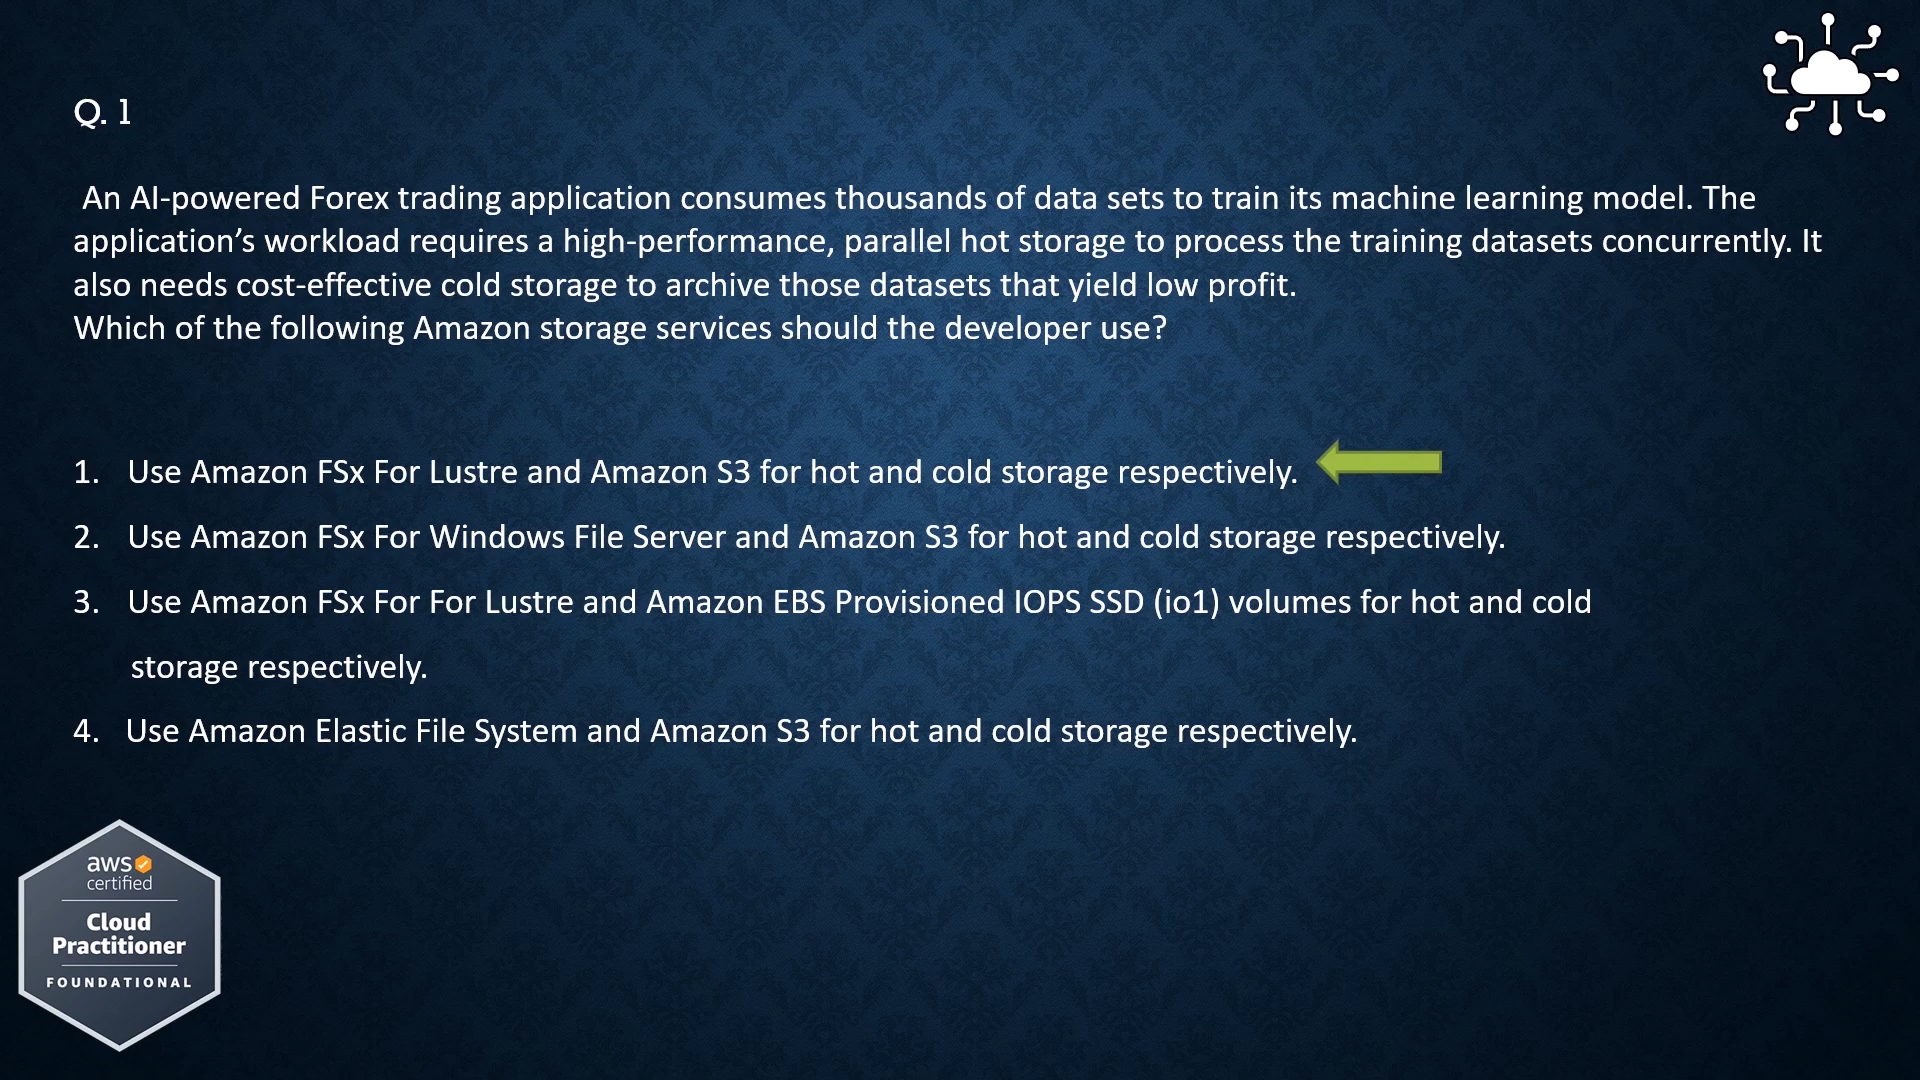 Q. 1
An AI-powered Forex trading application consumes thousands of data sets to train its machine learning model. The
application’s workload requires a high-performance, parallel hot storage to process the training datasets concurrently. It
also needs cost-effective cold storage to archive those datasets that yield low profit.
Which of the following Amazon storage services should the developer use?
1. Use Amazon FSx For Lustre and Amazon S3 for hot and cold storage respectively.
2. Use Amazon FSx For Windows File Server and Amazon S3 for hot and cold storage respectively.
3. Use Amazon FSx For For Lustre and Amazon EBS Provisioned IOPS SSD (io1) volumes for hot and cold
storage respectively.
4. Use Amazon Elastic File System and Amazon S3 for hot and cold storage respectively.
aws
certified
Cloud
Practitioner
FOUNDATIONAL